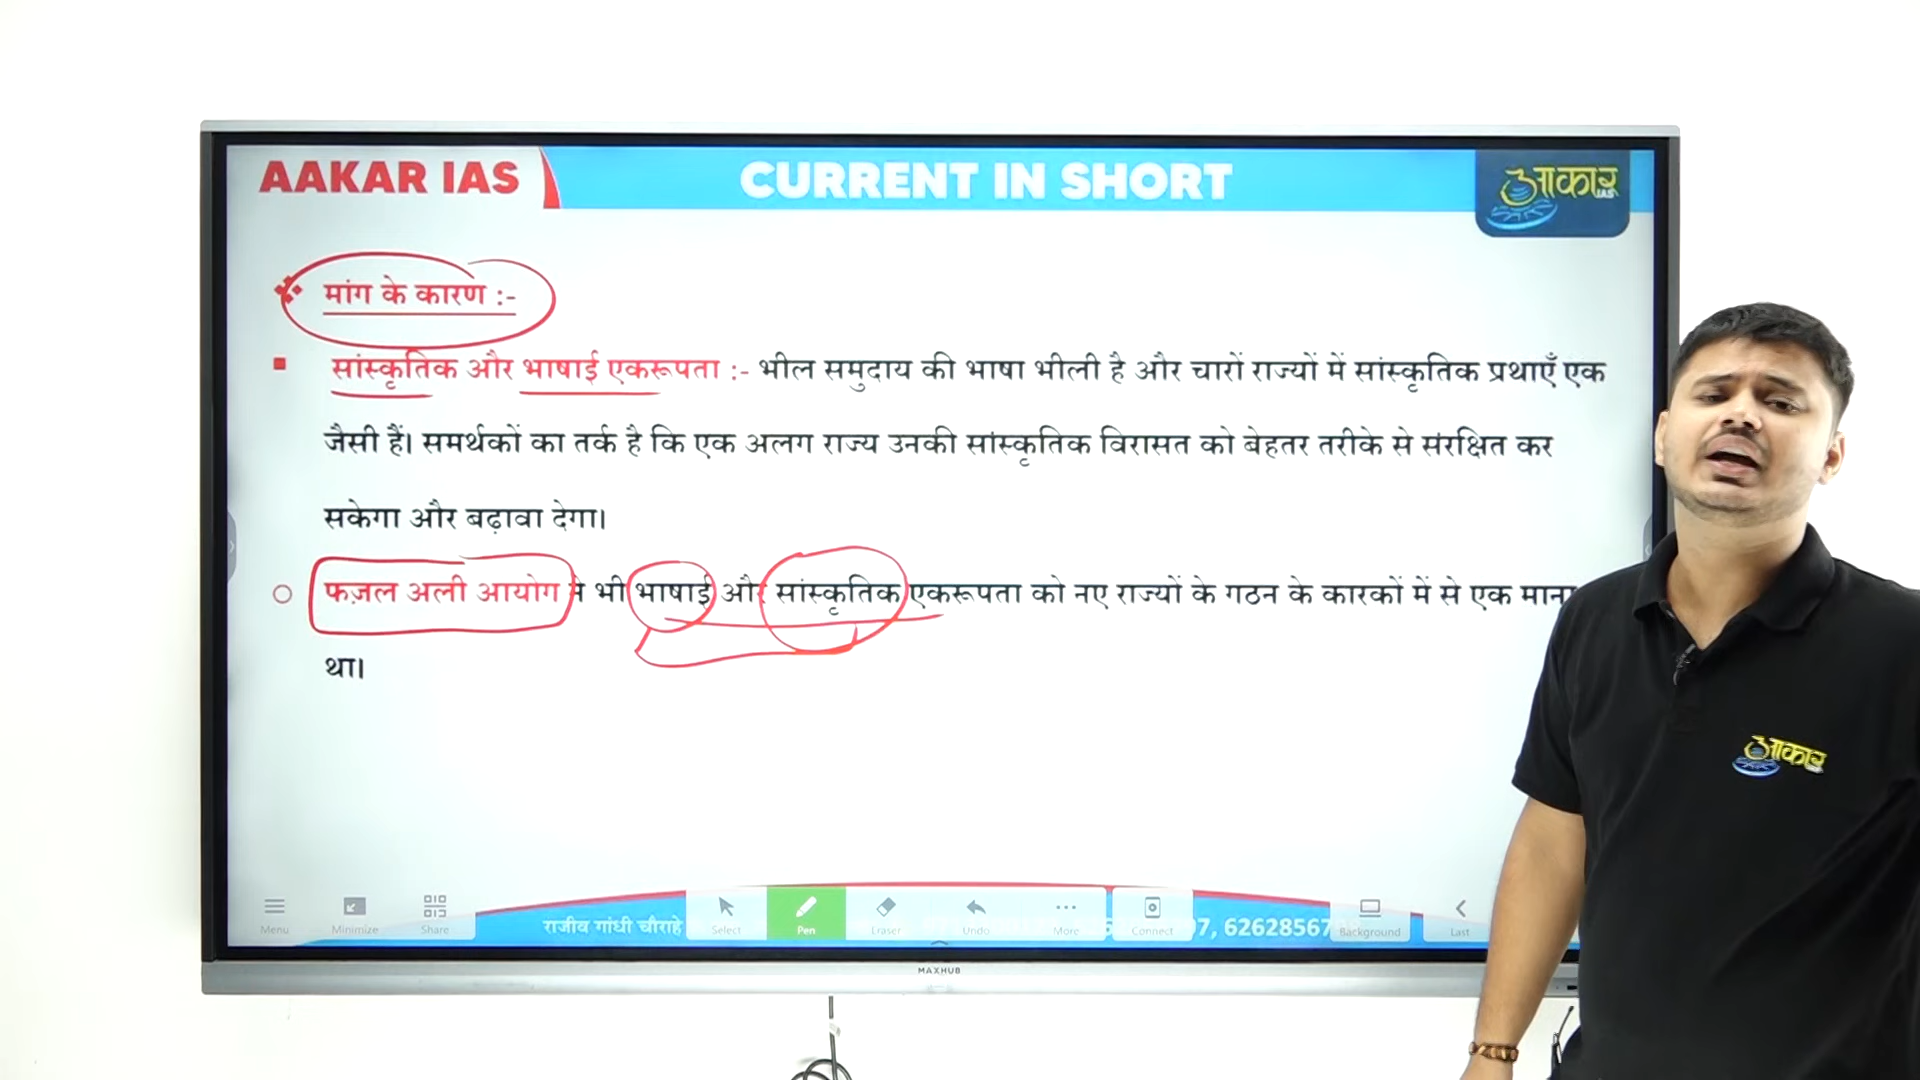 AAKAR IAS
CURRENT IN SHORT
आकार
IAS
मांग के कारण :-
सांस्कृतिक और भाषाई एकरूपता :- भील समुदाय की भाषा भीली है और चारों राज्यों में सांस्कृतिक प्रथाएँ एक
जैसी हैं। समर्थकों का तर्क है कि एक अलग राज्य उनकी सांस्कृतिक विरासत को बेहतर तरीके से संरक्षित कर
सकेगा और बढ़ावा देगा।
फज़ल अली आयोग भी भाषाई और सांस्कृतिक एकरूपता को नए राज्यों के गठन के कारकों में से एक माना
था।
आकार
Menu Minimize Share Select Pen Eraser Undo More Connect Background Last
राजीव गांधी चौराहे
MAXHUB